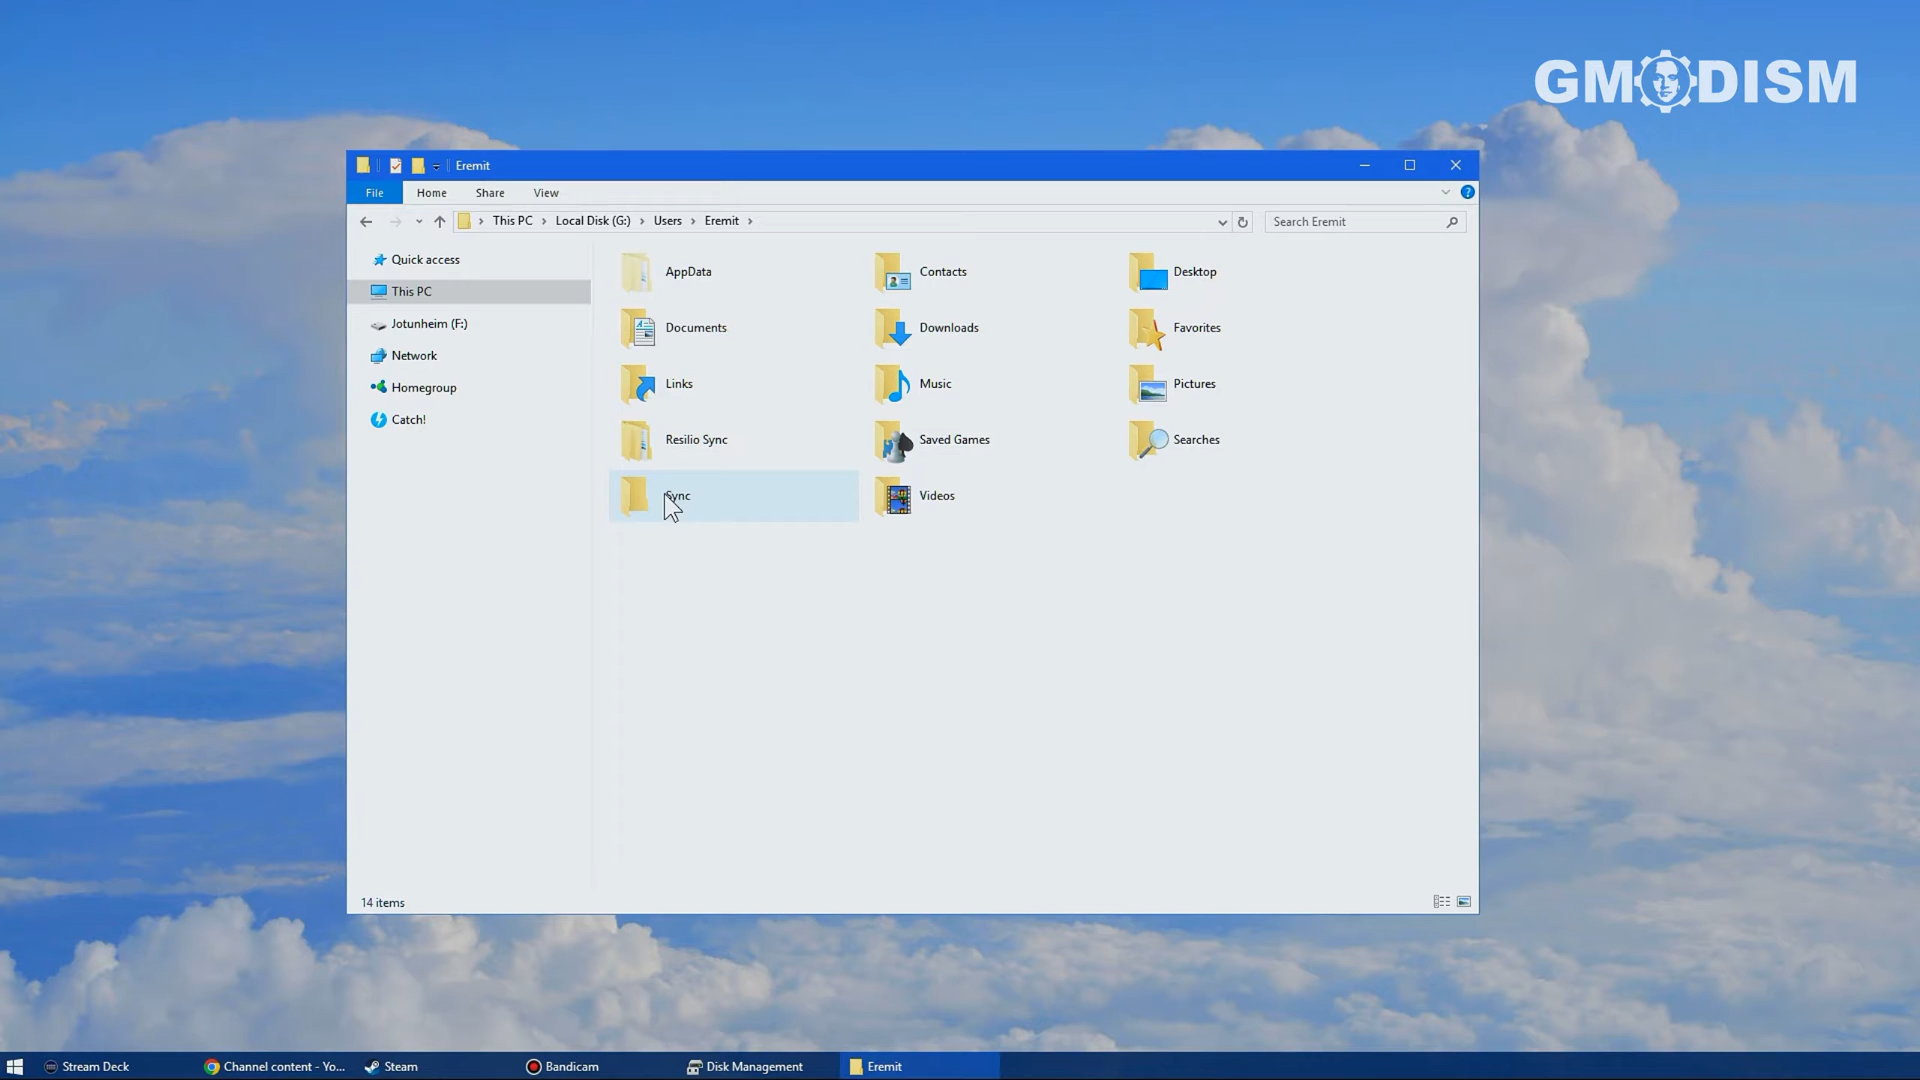 GMODISM
Eremit
File Home Share View
This PC Local Disk (G:) Users Eremit
Search Eremit
Quick access
This PC
Jotunheim (F:)
Network
Homegroup
Catch!
AppData
Contacts
Desktop
Documents
Downloads
Favorites
Links
Music
Pictures
Resilio Sync
Saved Games
Searches
Sync
Videos
14 items
Stream Deck
Channel content - Yo...
Steam
Bandicam
Disk Management
Eremit